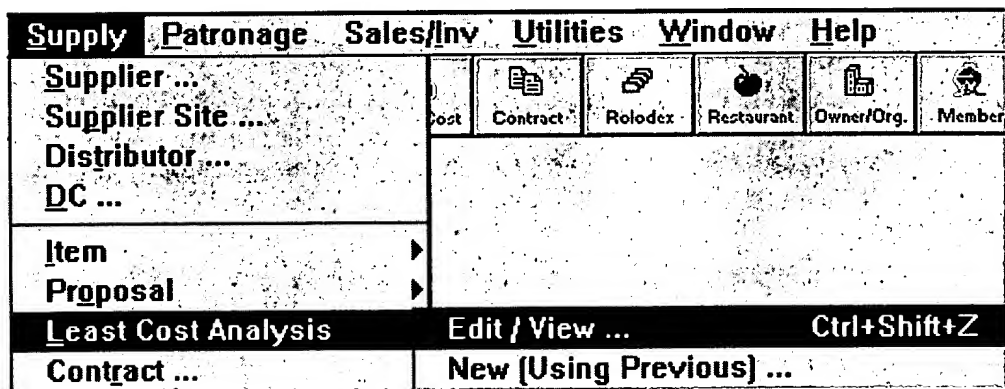 Supply Patronage Sales/Inv Utilities Window Help
Supplier ...
Cost Contract Rolodex Restaurant Owner/Org. Member
Supplier Site ...
Distributor ...
DC ...
Item
Proposal
Least Cost Analysis Edit / View ... Ctrl+Shift+Z
Contract ... New (Using Previous) ...